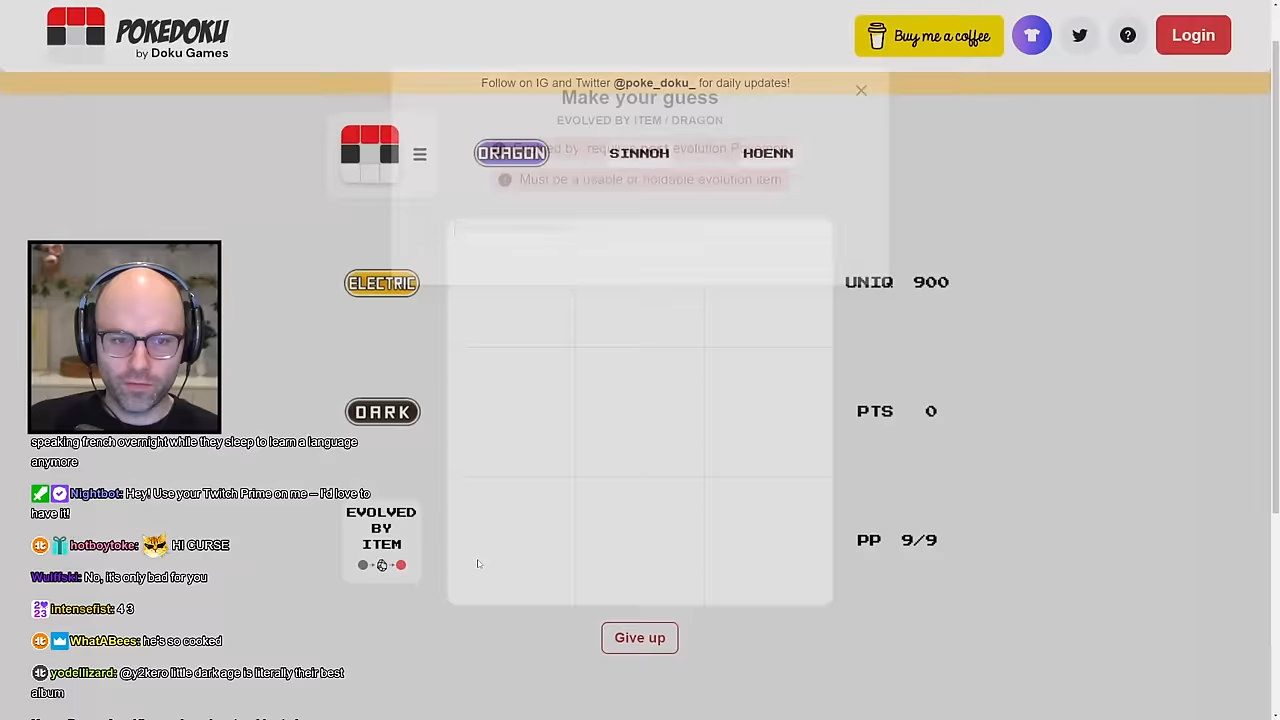 POKEDOKU
by Doku Games
Buy me a coffee
Login
Follow on IG and Twitter @poke_doku_ for daily updates!
Make your guess
EVOLVED BY ITEM / DRAGON
Must be a usable or holdable evolution item
DRAGON
SINNOH
HOENN
ELECTRIC
UNIQ 900
DARK
PTS 0
EVOLVED
BY
ITEM
PP 9/9
Give up
speaking french overnight while they sleep to learn a language
anymore
Nightbot: Hey! Use your Twitch Prime on me – I'd love to
have it!
hotboytoke: HI CURSE
Wulffski: No, it's only bad for you
intensefist: 4 3
WhatABees: he's so cooked
yodellizard: @y2kero little dark age is literally their best
album